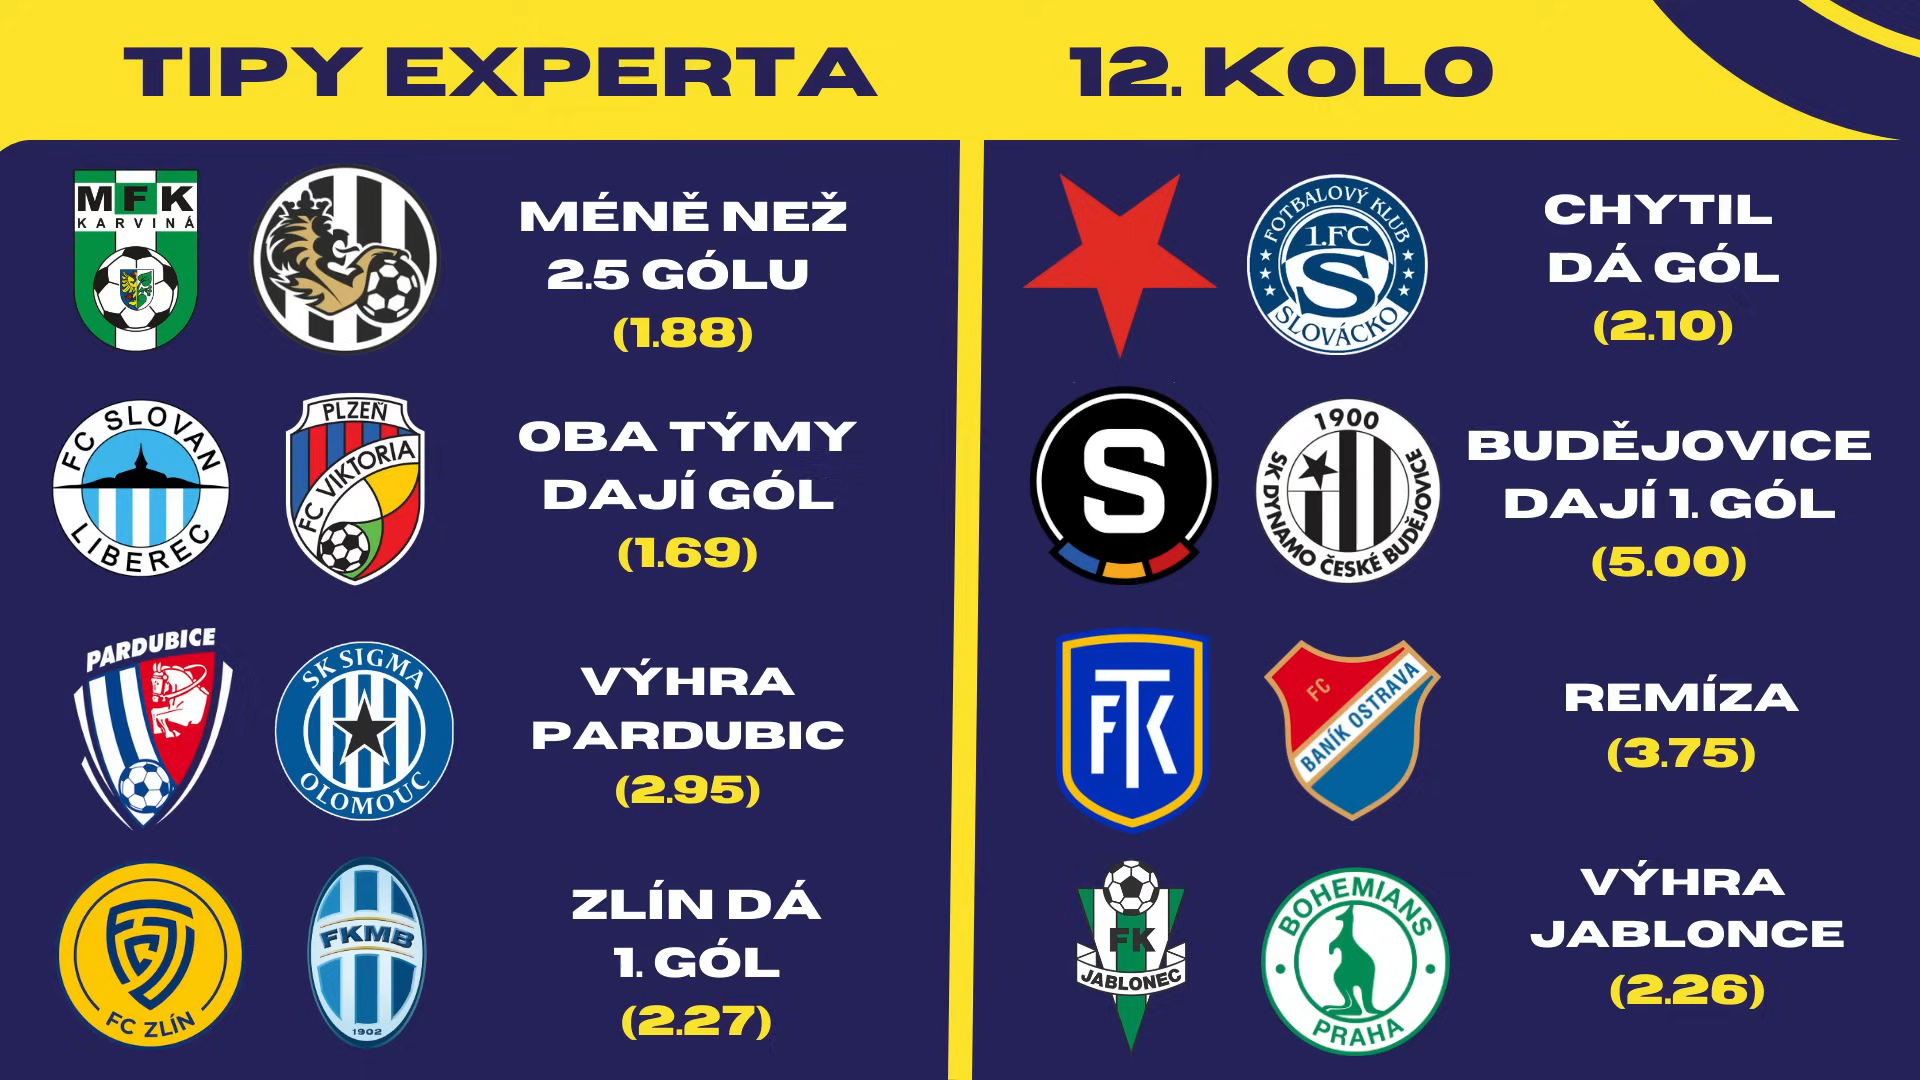 TIPY EXPERTA
12. KOLO
MFK
KARVINÁ
MÉNĚ NEŽ
2.5 GÓLU
(1.88)
FC SLOVAN
LIBEREC
PLZEŇ
FC VIKTORIA
OBA TÝMY
DAJÍ GÓL
(1.69)
PARDUBICE
SK SIGMA
OLOMOUC
VÝHRA
PARDUBIC
(2.95)
FC ZLÍN
FKMB
1902
ZLÍN DÁ
1. GÓL
(2.27)
FOTBALOVÝ KLUB
1.FC
S
SLOVÁCKO
CHYTIL
DÁ GÓL
(2.10)
S
1900
SK DYNAMO ČESKÉ BUDĚJOVICE
BUDĚJOVICE
DAJÍ 1. GÓL
(5.00)
FTK
FC
BANÍK OSTRAVA
REMÍZA
(3.75)
FK
JABLONEC
BOHEMIANS
PRAHA
VÝHRA
JABLONCE
(2.26)